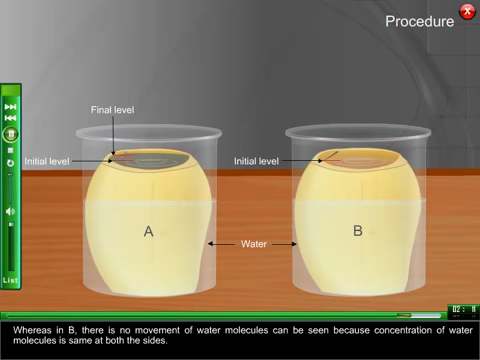 Procedure
X
Final level
Initial level
Initial level
A
B
Water
List
02 : 11
Whereas in B, there is no movement of water molecules can be seen because concentration of water
molecules is same at both the sides.